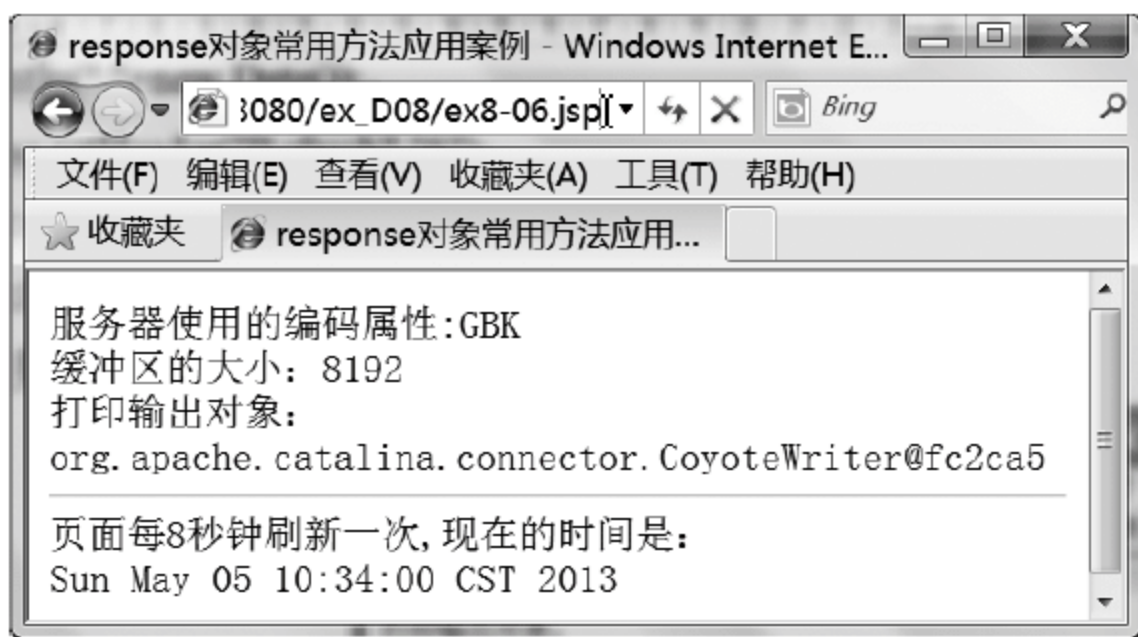 response对象常用方法应用案例 - Windows Internet E...
3080/ex_D08/ex8-06.jsp
Bing
文件(F) 编辑(E) 查看(V) 收藏夹(A) 工具(T) 帮助(H)
收藏夹 response对象常用方法应用...
服务器使用的编码属性:GBK
缓冲区的大小：8192
打印输出对象：
org.apache.catalina.connector.CoyoteWriter@fc2ca5
页面每8秒钟刷新一次,现在的时间是：
Sun May 05 10:34:00 CST 2013